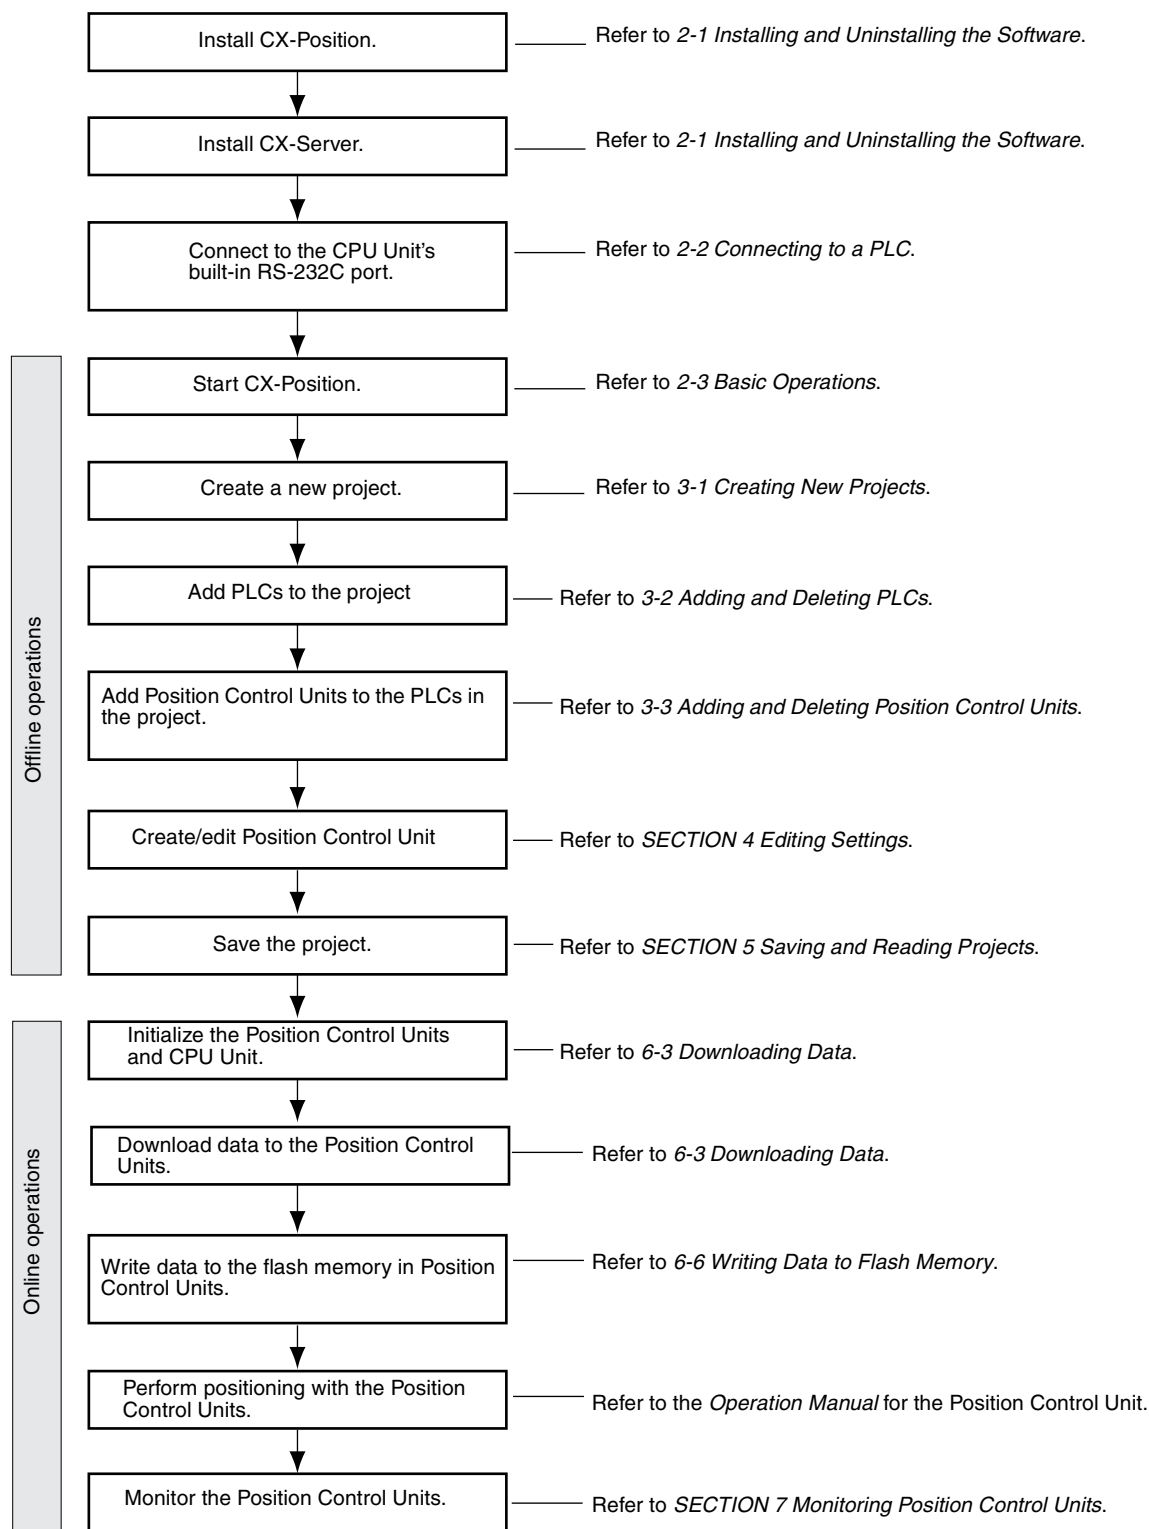 Install CX-Position.
Refer to 2-1 Installing and Uninstalling the Software.
Install CX-Server.
Refer to 2-1 Installing and Uninstalling the Software.
Connect to the CPU Unit's
built-in RS-232C port.
Refer to 2-2 Connecting to a PLC.
Offline operations
Start CX-Position.
Refer to 2-3 Basic Operations.
Create a new project.
Refer to 3-1 Creating New Projects.
Add PLCs to the project
Refer to 3-2 Adding and Deleting PLCs.
Add Position Control Units to the PLCs in
the project.
Refer to 3-3 Adding and Deleting Position Control Units.
Create/edit Position Control Unit
Refer to SECTION 4 Editing Settings.
Save the project.
Refer to SECTION 5 Saving and Reading Projects.
Online operations
Initialize the Position Control Units
and CPU Unit.
Refer to 6-3 Downloading Data.
Download data to the Position Control
Units.
Refer to 6-3 Downloading Data.
Write data to the flash memory in Position
Control Units.
Refer to 6-6 Writing Data to Flash Memory.
Perform positioning with the Position
Control Units.
Refer to the Operation Manual for the Position Control Unit.
Monitor the Position Control Units.
Refer to SECTION 7 Monitoring Position Control Units.